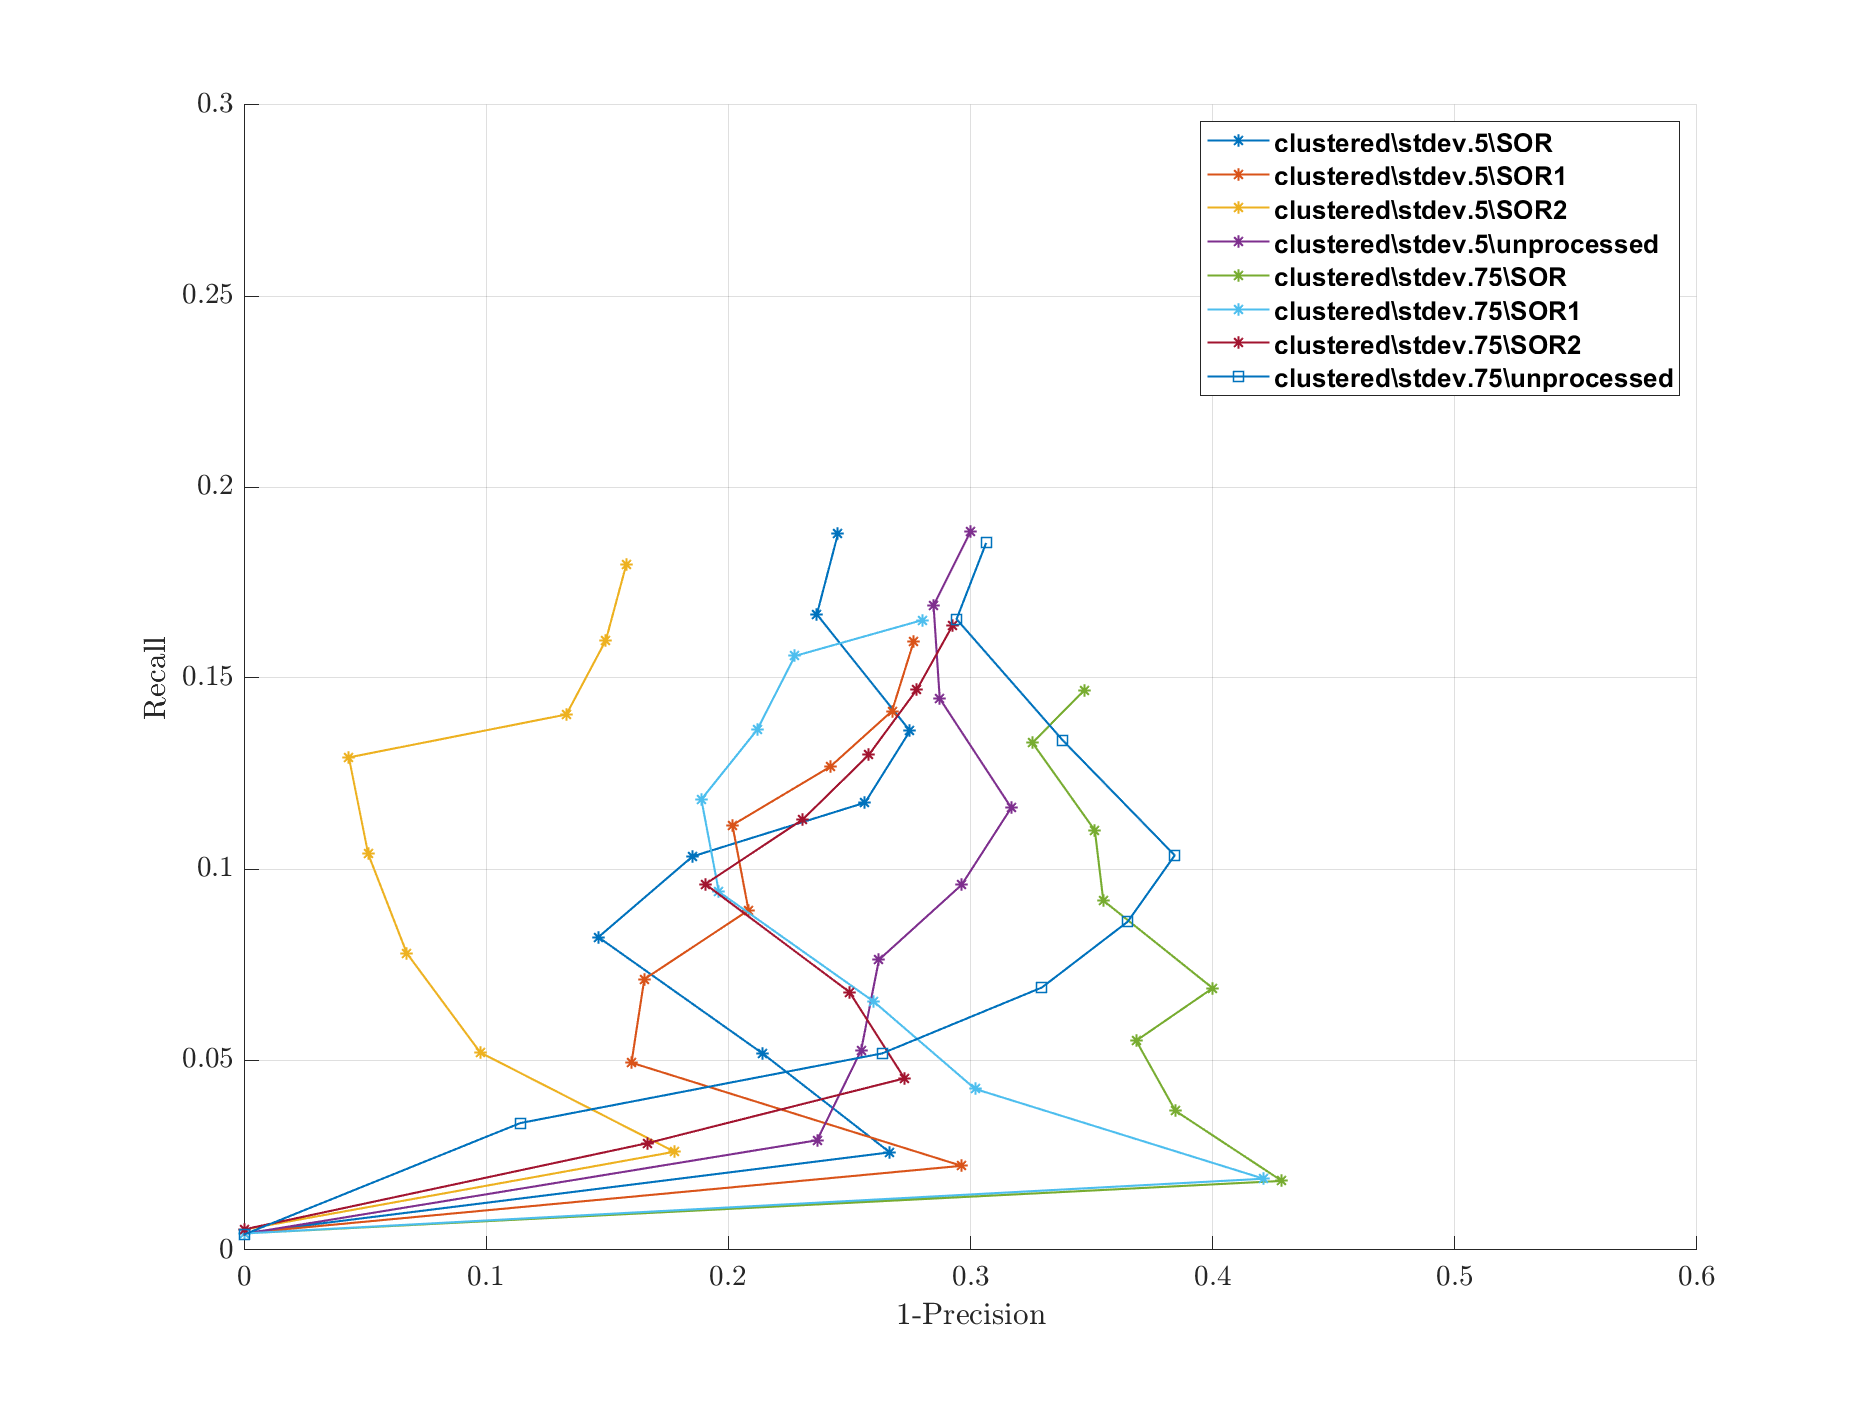 0.3
0.25
0.2
0.15
0.1
0.05
0
0 0.1 0.2 0.3 0.4 0.5 0.6
1-Precision
Recall
clustered\stdev.5\SOR
clustered\stdev.5\SOR1
clustered\stdev.5\SOR2
clustered\stdev.5\unprocessed
clustered\stdev.75\SOR
clustered\stdev.75\SOR1
clustered\stdev.75\SOR2
clustered\stdev.75\unprocessed